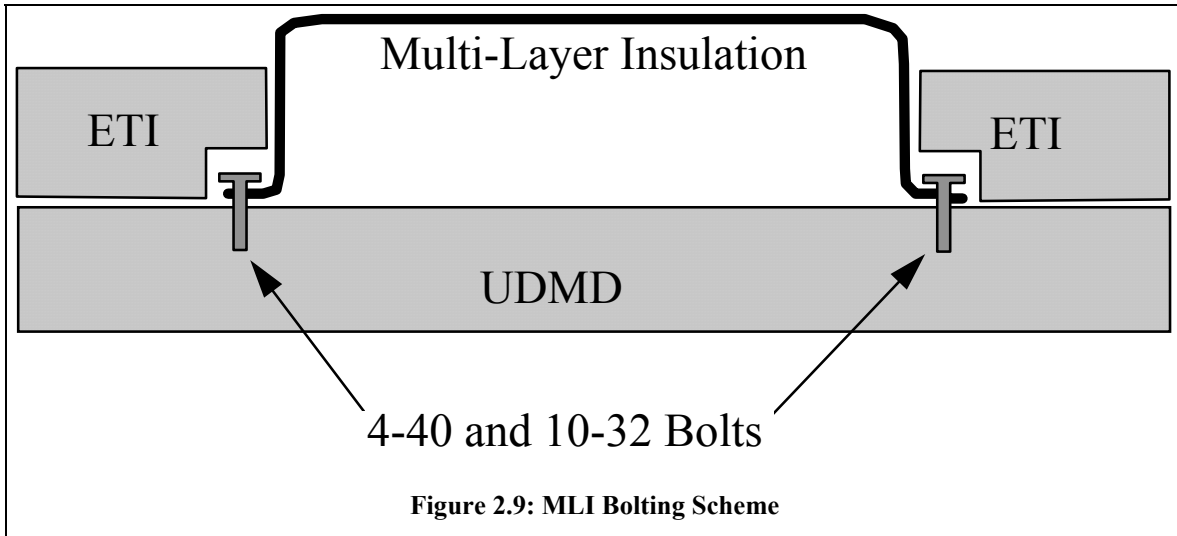 Multi-Layer Insulation
ETI
ETI
UDMD
4-40 and 10-32 Bolts
Figure 2.9: MLI Bolting Scheme